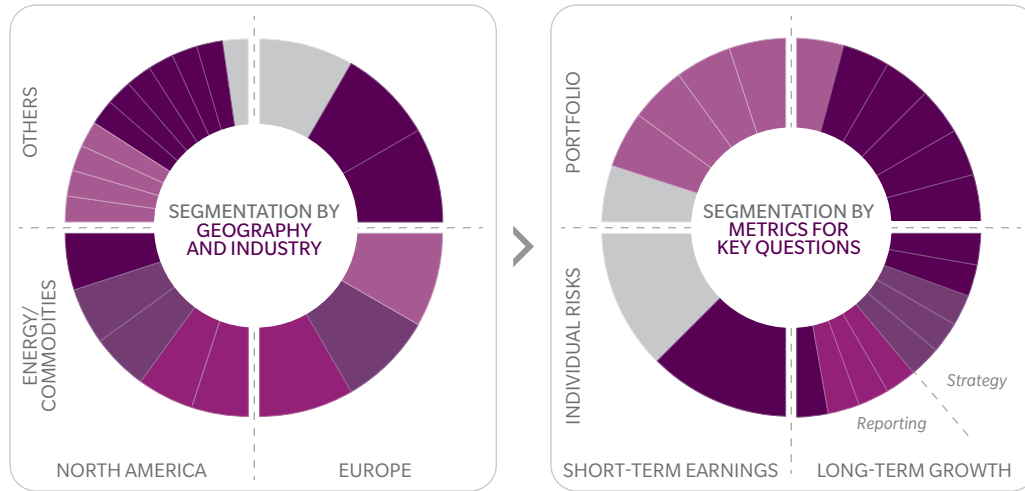 OTHERS
ENERGY/
COMMODITIES
SEGMENTATION BY
GEOGRAPHY
AND INDUSTRY
NORTH AMERICA
EUROPE
PORTFOLIO
INDIVIDUAL RISKS
SEGMENTATION BY
METRICS FOR
KEY QUESTIONS
Strategy
Reporting
SHORT-TERM EARNINGS
LONG-TERM GROWTH